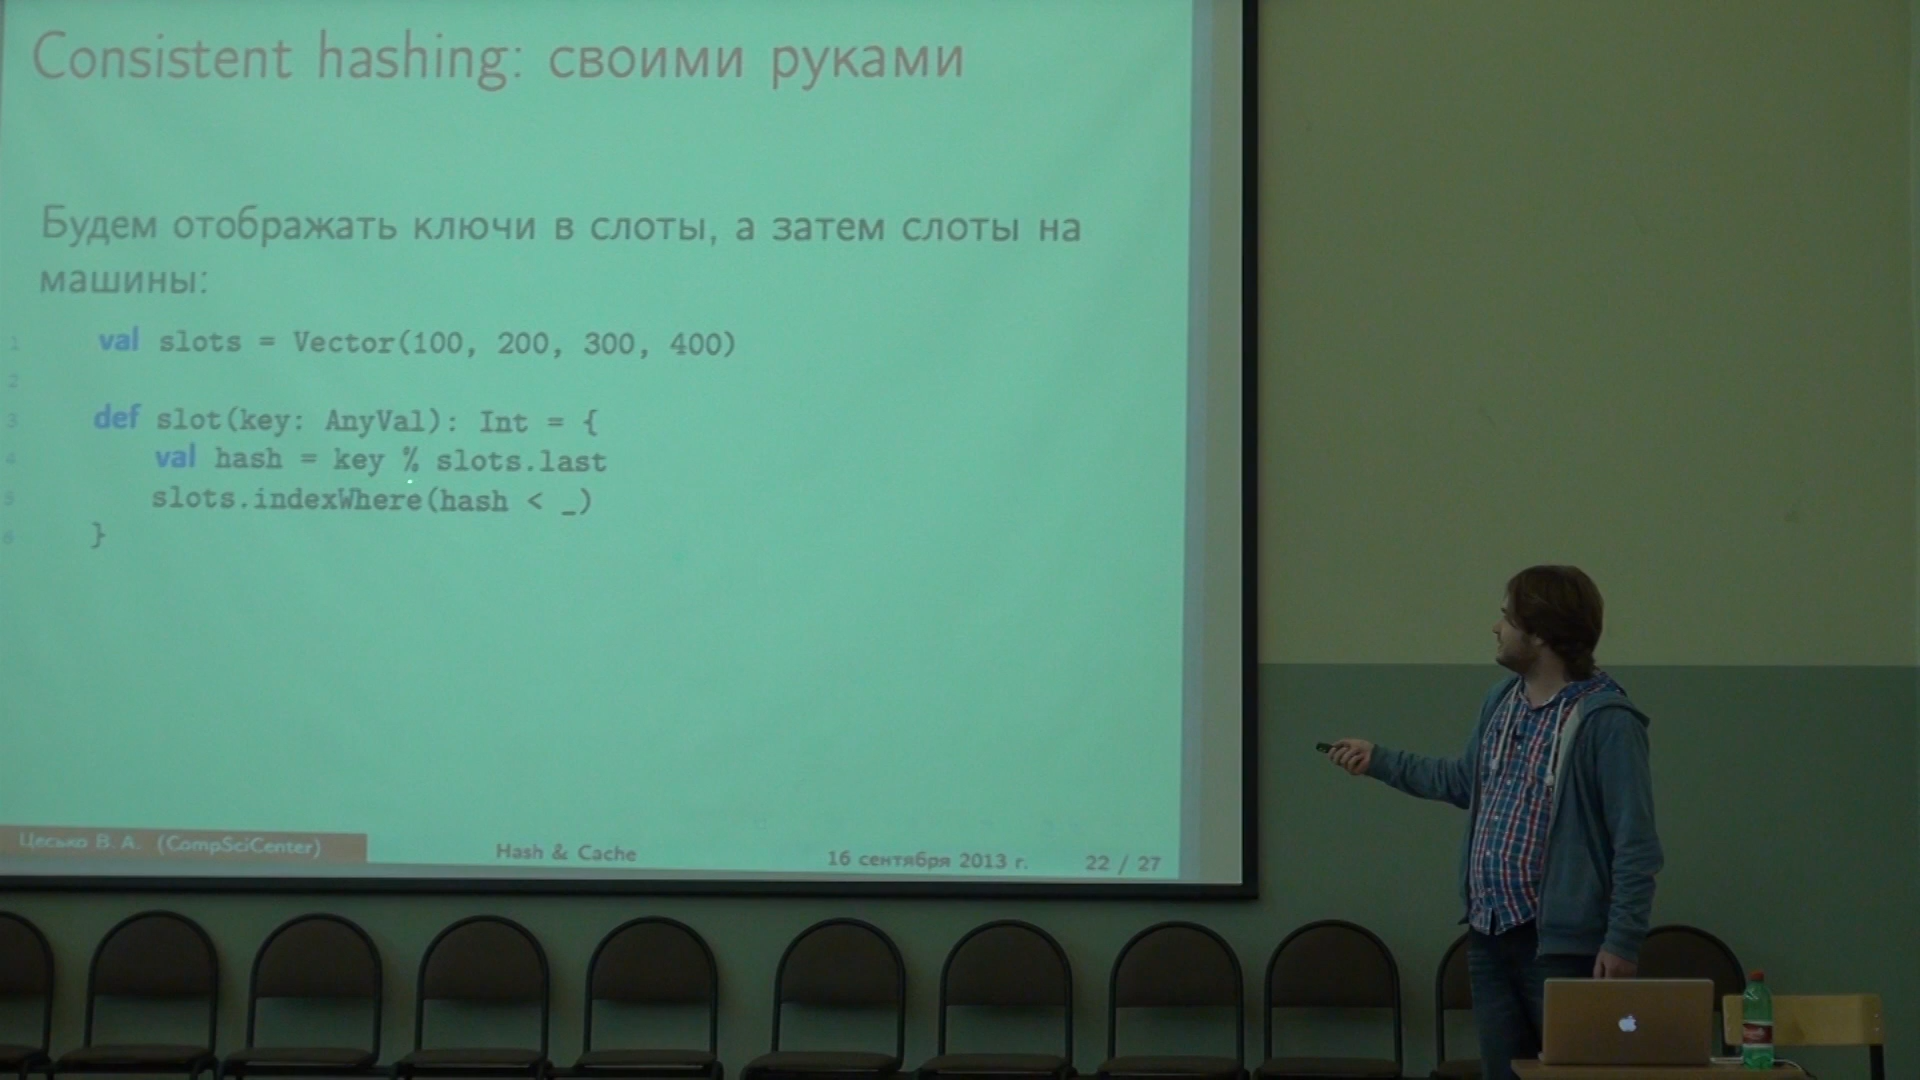 Consistent hashing: своими руками
Будем отображать ключи в слоты, а затем слоты на
машины:
1 val slots = Vector(100, 200, 300, 400)
2
3 def slot(key: AnyVal): Int = {
4 val hash = key % slots.last
5 slots.indexWhere(hash < _)
6 }
Цесько В. А. (CompSciCenter) Hash & Cache 16 сентября 2013 г. 22 / 27